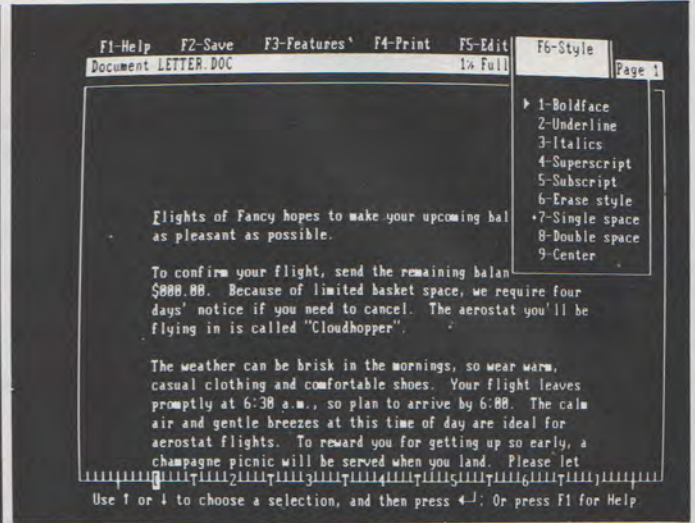 F1-Help F2-Save F3-Features F4-Print F5-Edit F6-Style
Document LETTER.DOC 1% Full Page 1
1-Boldface
2-Underline
3-Italics
4-Superscript
5-Subscript
6-Erase style
•7-Single space
8-Double space
9-Center
Flights of Fancy hopes to make your upcoming bal
as pleasant as possible.
To confirm your flight, send the remaining balan
$000.00. Because of limited basket space, we require four
days' notice if you need to cancel. The aerostat you'll be
flying in is called "Cloudhopper".
The weather can be brisk in the mornings, so wear warm,
casual clothing and comfortable shoes. Your flight leaves
promptly at 6:30 a.m., so plan to arrive by 6:00. The calm
air and gentle breezes at this time of day are ideal for
aerostat flights. To reward you for getting up so early, a
champagne picnic will be served when you land. Please let
2 3 4 5 6
Use ↑ or ↓ to choose a selection, and then press ↵: Or press F1 for Help